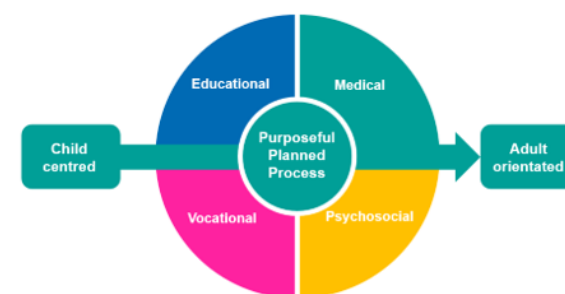 Educational
Medical
Child
centred
Purposeful
Planned
Process
Adult
orientated
Vocational
Psychosocial